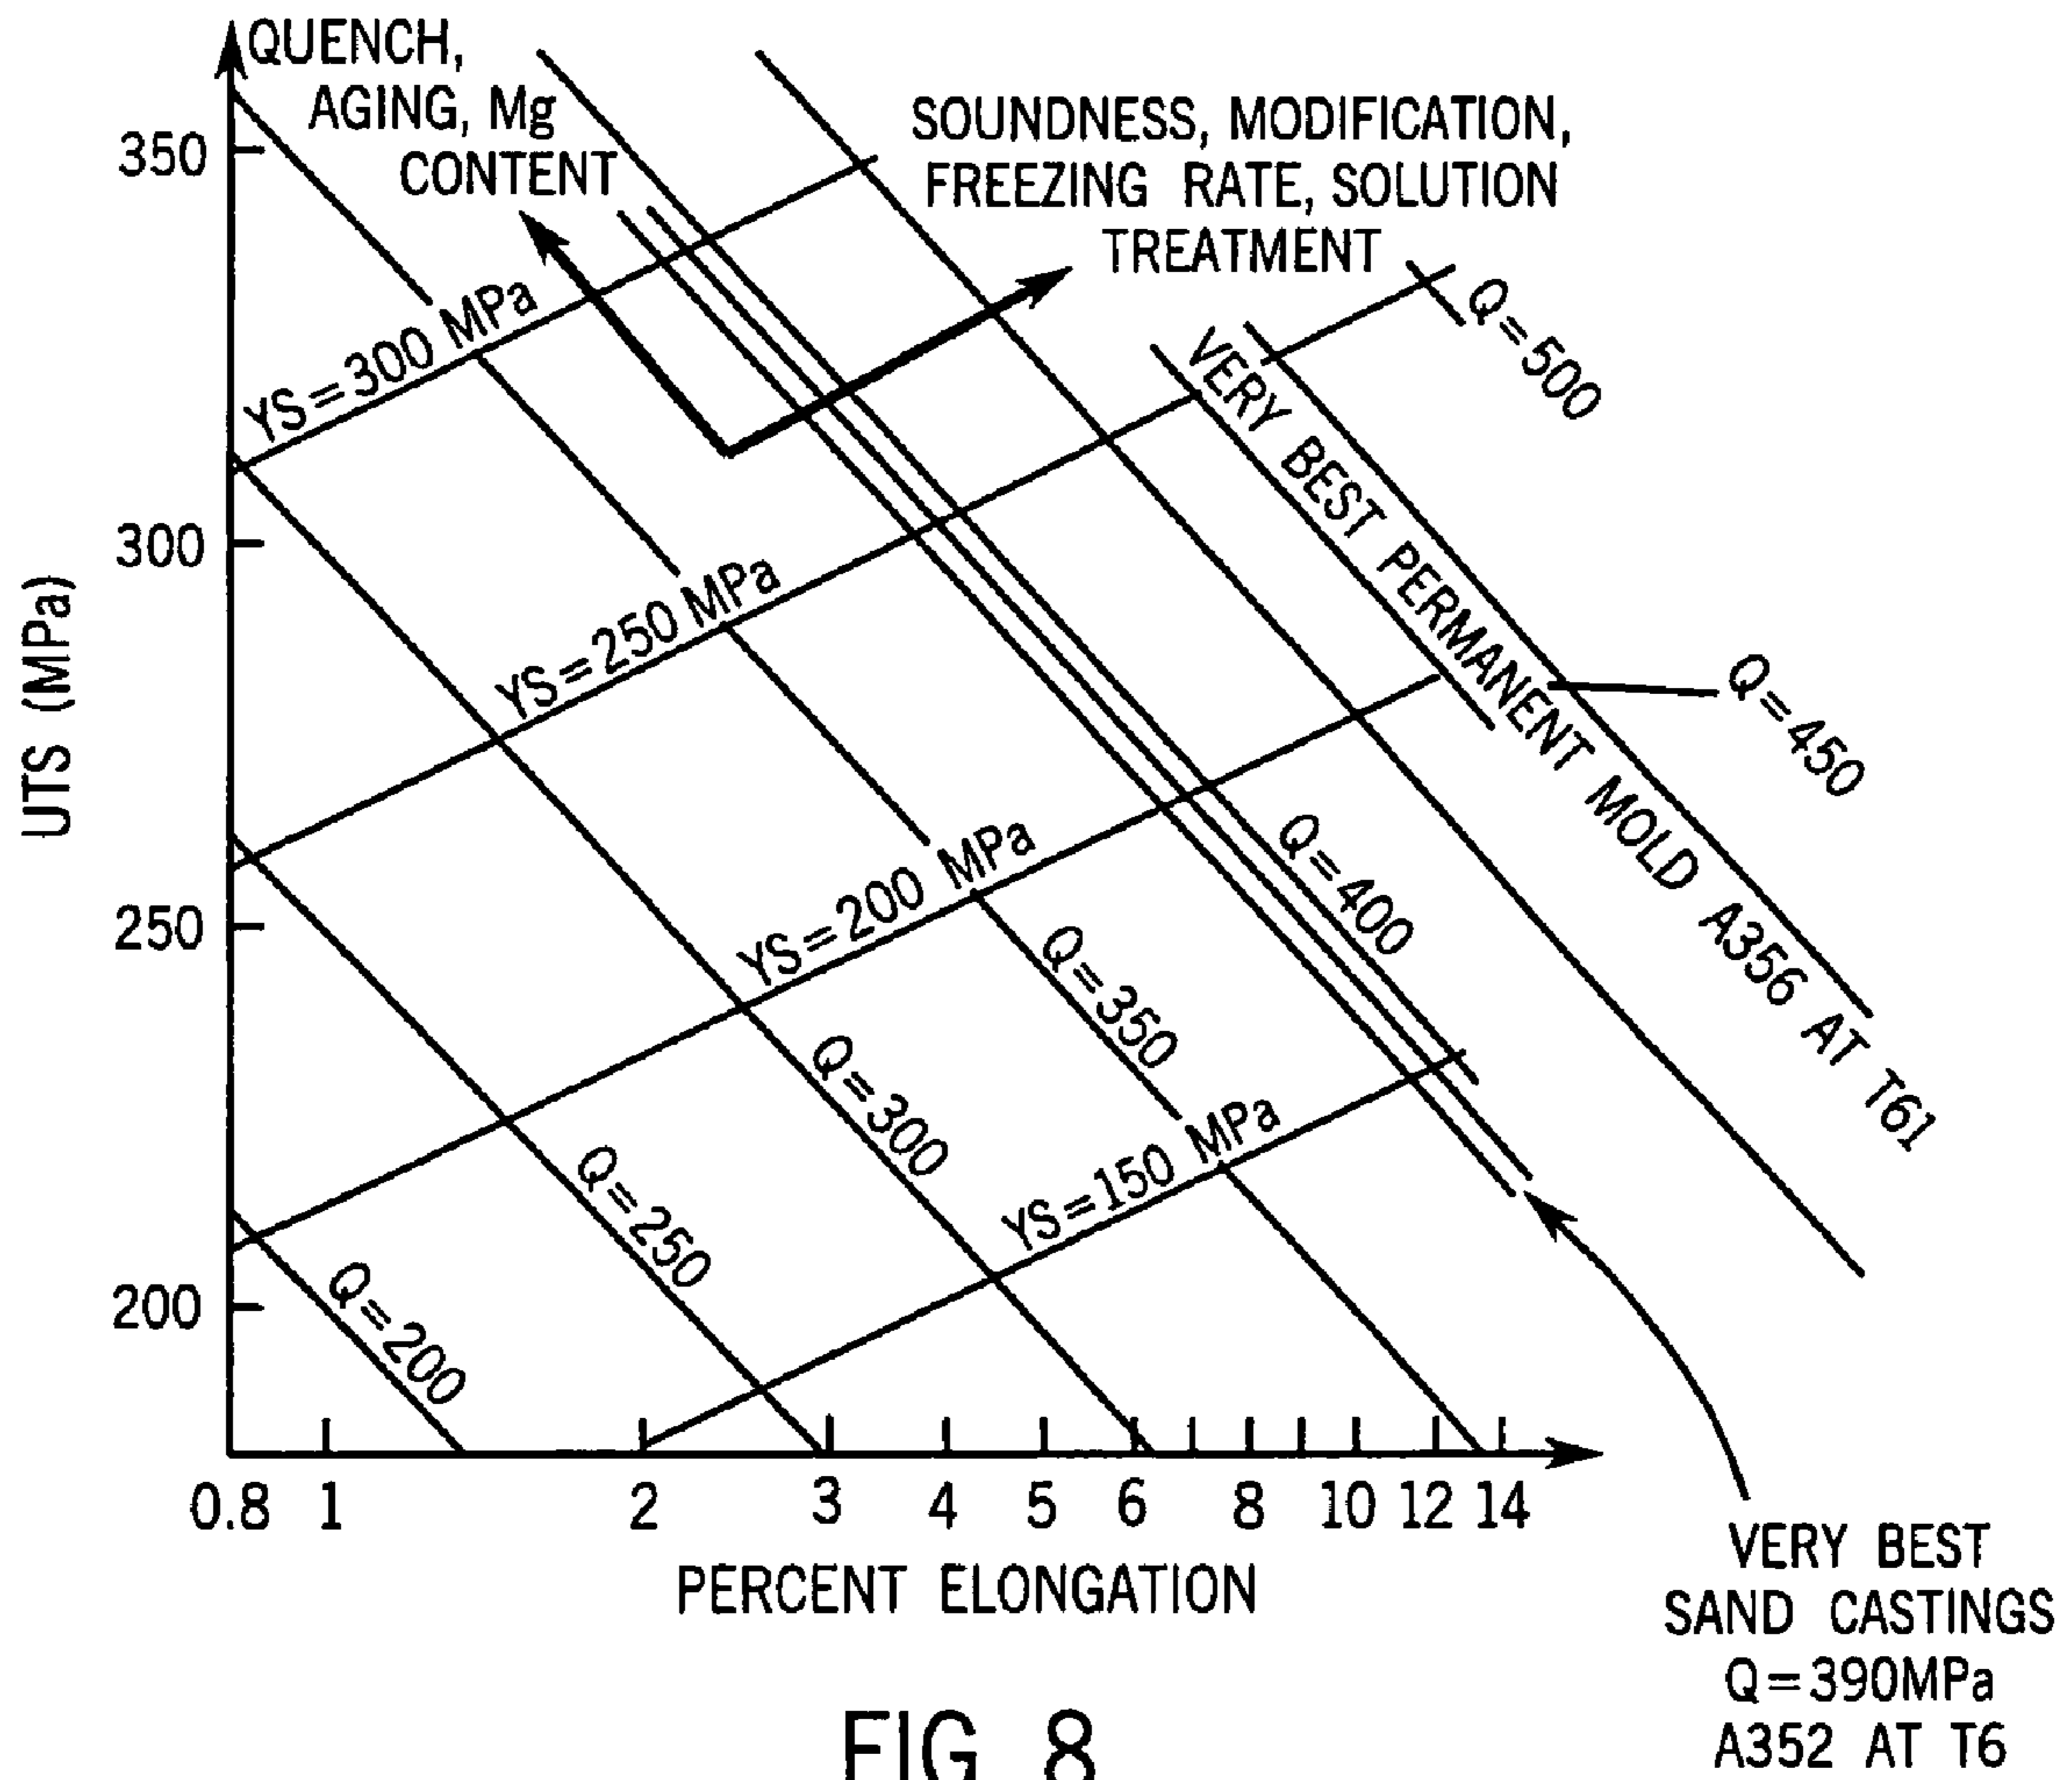 QUENCH,
AGING, Mg
CONTENT
SOUNDNESS, MODIFICATION,
FREEZING RATE, SOLUTION
TREATMENT
350
300
250
200
UTS (MPa)
YS=300 MPa
YS=250 MPa
YS=200 MPa
YS=150 MPa
Q=500
Q=450
Q=400
Q=350
Q=300
Q=250
Q=200
VERY BEST PERMANENT MOLD A356 AT T61
0.8 1 2 3 4 5 6 8 10 12 14
PERCENT ELONGATION
VERY BEST
SAND CASTINGS
Q=390MPa
A352 AT T6
FIG 8